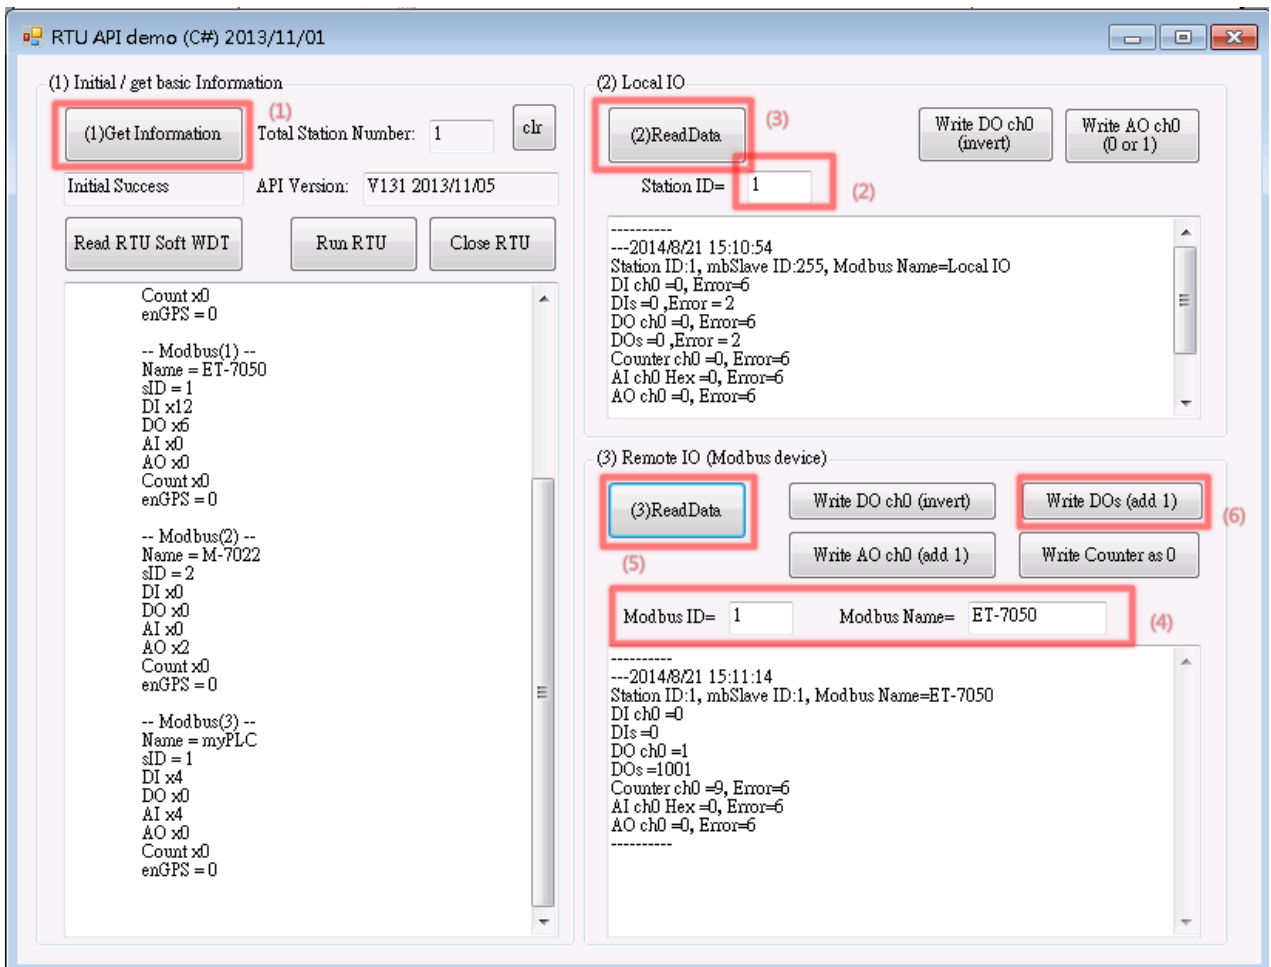 RTU API demo (C#) 2013/11/01
(1) Initial / get basic Information
(1)Get Information
(1)
Total Station Number: 1
clr
Initial Success
API Version: V131 2013/11/05
Read RTU Soft WDT
Run RTU
Close RTU
Count x0
enGPS = 0
-- Modbus(1) --
Name = ET-7050
sID = 1
DI x12
DO x6
AI x0
AO x0
Count x0
enGPS = 0
-- Modbus(2) --
Name = M-7022
sID = 2
DI x0
DO x0
AI x0
AO x2
Count x0
enGPS = 0
-- Modbus(3) --
Name = myPLC
sID = 1
DI x4
DO x0
AI x4
AO x0
Count x0
enGPS = 0
(2) Local IO
(2)ReadData
(3)
Write DO ch0
(invert)
Write AO ch0
(0 or 1)
Station ID= 1
(2)
----------
---2014/8/21 15:10:54
Station ID:1, mbSlave ID:255, Modbus Name=Local IO
DI ch0 =0, Error=6
DIs =0 ,Error = 2
DO ch0 =0, Error=6
DOs =0 ,Error = 2
Counter ch0 =0, Error=6
AI ch0 Hex =0, Error=6
AO ch0 =0, Error=6
(3) Remote IO (Modbus device)
(3)ReadData
(5)
Write DO ch0 (invert)
Write DOs (add 1)
(6)
Write AO ch0 (add 1)
Write Counter as 0
Modbus ID= 1
Modbus Name= ET-7050
(4)
----------
---2014/8/21 15:11:14
Station ID:1, mbSlave ID:1, Modbus Name=ET-7050
DI ch0 =0
DIs =0
DO ch0 =1
DOs =1001
Counter ch0 =9, Error=6
AI ch0 Hex =0, Error=6
AO ch0 =0, Error=6
----------